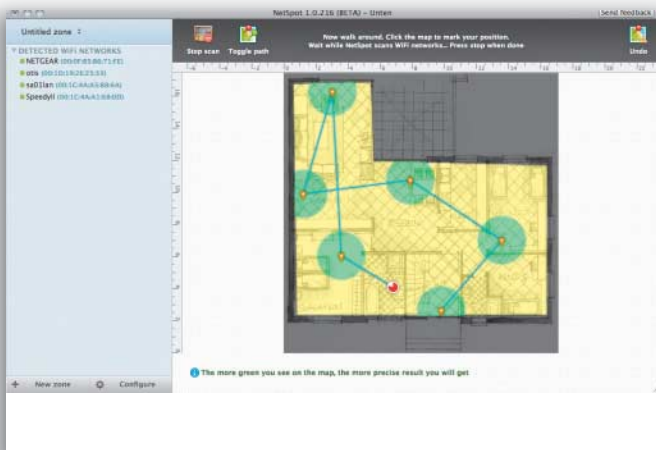 NetSpot 1.0.216 (BETA) – Unten
Send feedback
Untitled zone
Stop scan
Toggle path
Now walk around. Click the map to mark your position.
Wait while NetSpot scans WiFi networks... Press stop when done
Undo
DETECTED WIFI NETWORKS
NETGEAR
otis
sa01lan
Speedyll
The more green you see on the map, the more precise result you will get
+ New zone
Configure